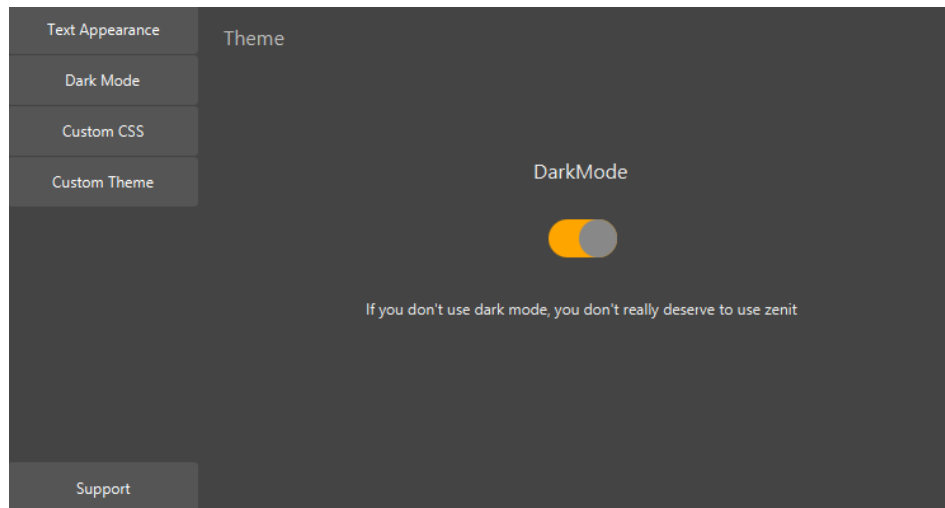 Text Appearance
Dark Mode
Custom CSS
Custom Theme
Support
Theme
DarkMode
If you don't use dark mode, you don't really deserve to use zenit